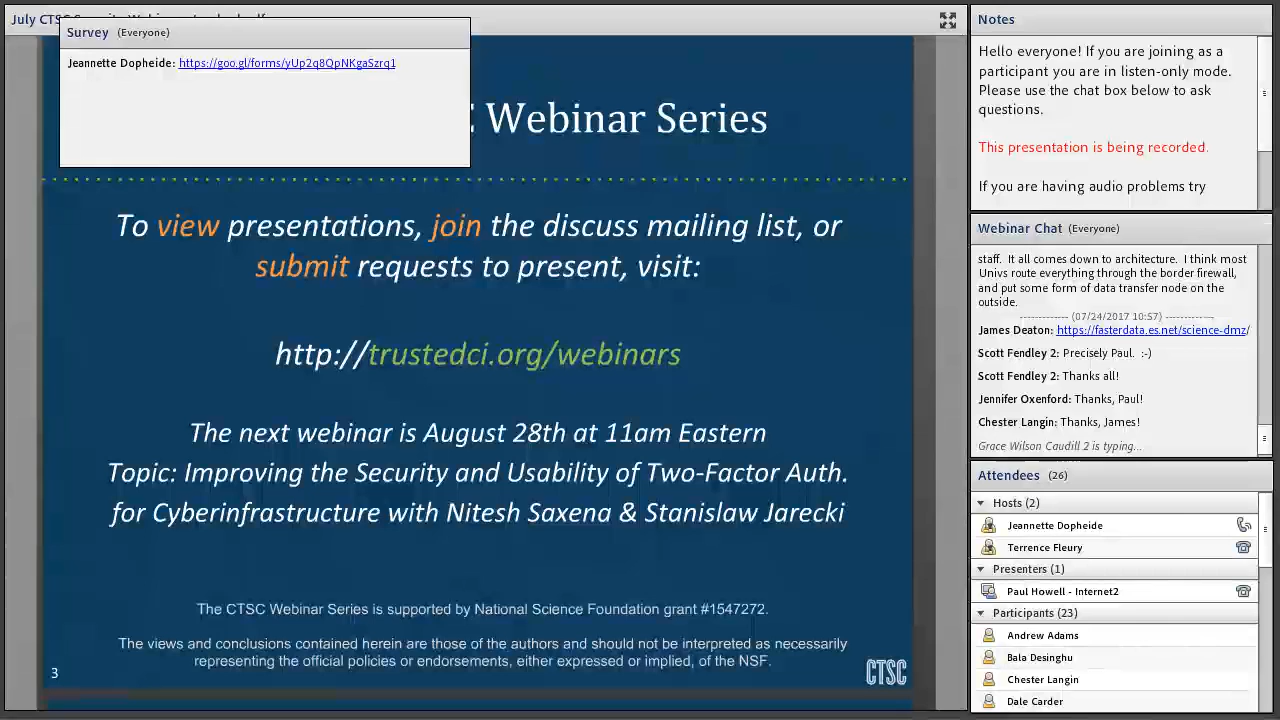 July CTSC
Survey (Everyone)
Jeannette Dopheide: https://goo.gl/forms/yUp2q8QpNKgaSzrq1
Webinar Series
To view presentations, join the discuss mailing list, or
submit requests to present, visit:
http://trustedci.org/webinars
The next webinar is August 28th at 11am Eastern
Topic: Improving the Security and Usability of Two-Factor Auth.
for Cyberinfrastructure with Nitesh Saxena & Stanislaw Jarecki
The CTSC Webinar Series is supported by National Science Foundation grant #1547272.
The views and conclusions contained herein are those of the authors and should not be interpreted as necessarily
representing the official policies or endorsements, either expressed or implied, of the NSF.
3
CTSC
Notes
Hello everyone! If you are joining as a
participant you are in listen-only mode.
Please use the chat box below to ask
questions.
This presentation is being recorded.
If you are having audio problems try
Webinar Chat (Everyone)
staff. It all comes down to architecture. I think most
Univs route everything through the border firewall,
and put some form of data transfer node on the
outside.
------------ (07/24/2017 10:57) ------------
James Deaton: https://fasterdata.es.net/science-dmz/
Scott Fendley 2: Precisely Paul. :-)
Scott Fendley 2: Thanks all!
Jennifer Oxenford: Thanks, Paul!
Chester Langin: Thanks, James!
Grace Wilson Caudill 2 is typing...
Attendees (26)
Hosts (2)
Jeannette Dopheide
Terrence Fleury
Presenters (1)
Paul Howell - Internet2
Participants (23)
Andrew Adams
Bala Desinghu
Chester Langin
Dale Carder